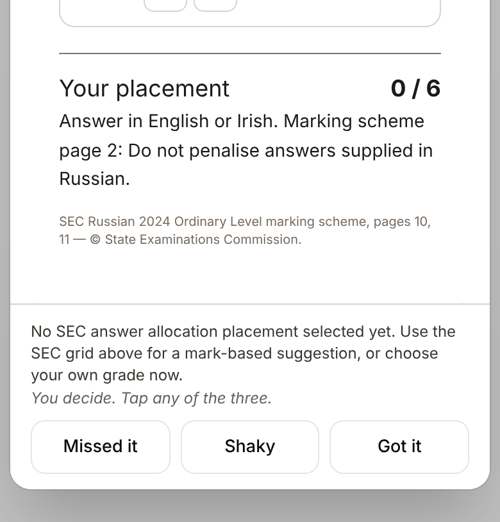 Your placement 0 / 6
Answer in English or Irish. Marking scheme
page 2: Do not penalise answers supplied in
Russian.
SEC Russian 2024 Ordinary Level marking scheme, pages 10,
11 — © State Examinations Commission.
No SEC answer allocation placement selected yet. Use the
SEC grid above for a mark-based suggestion, or choose
your own grade now.
You decide. Tap any of the three.
Missed it Shaky Got it